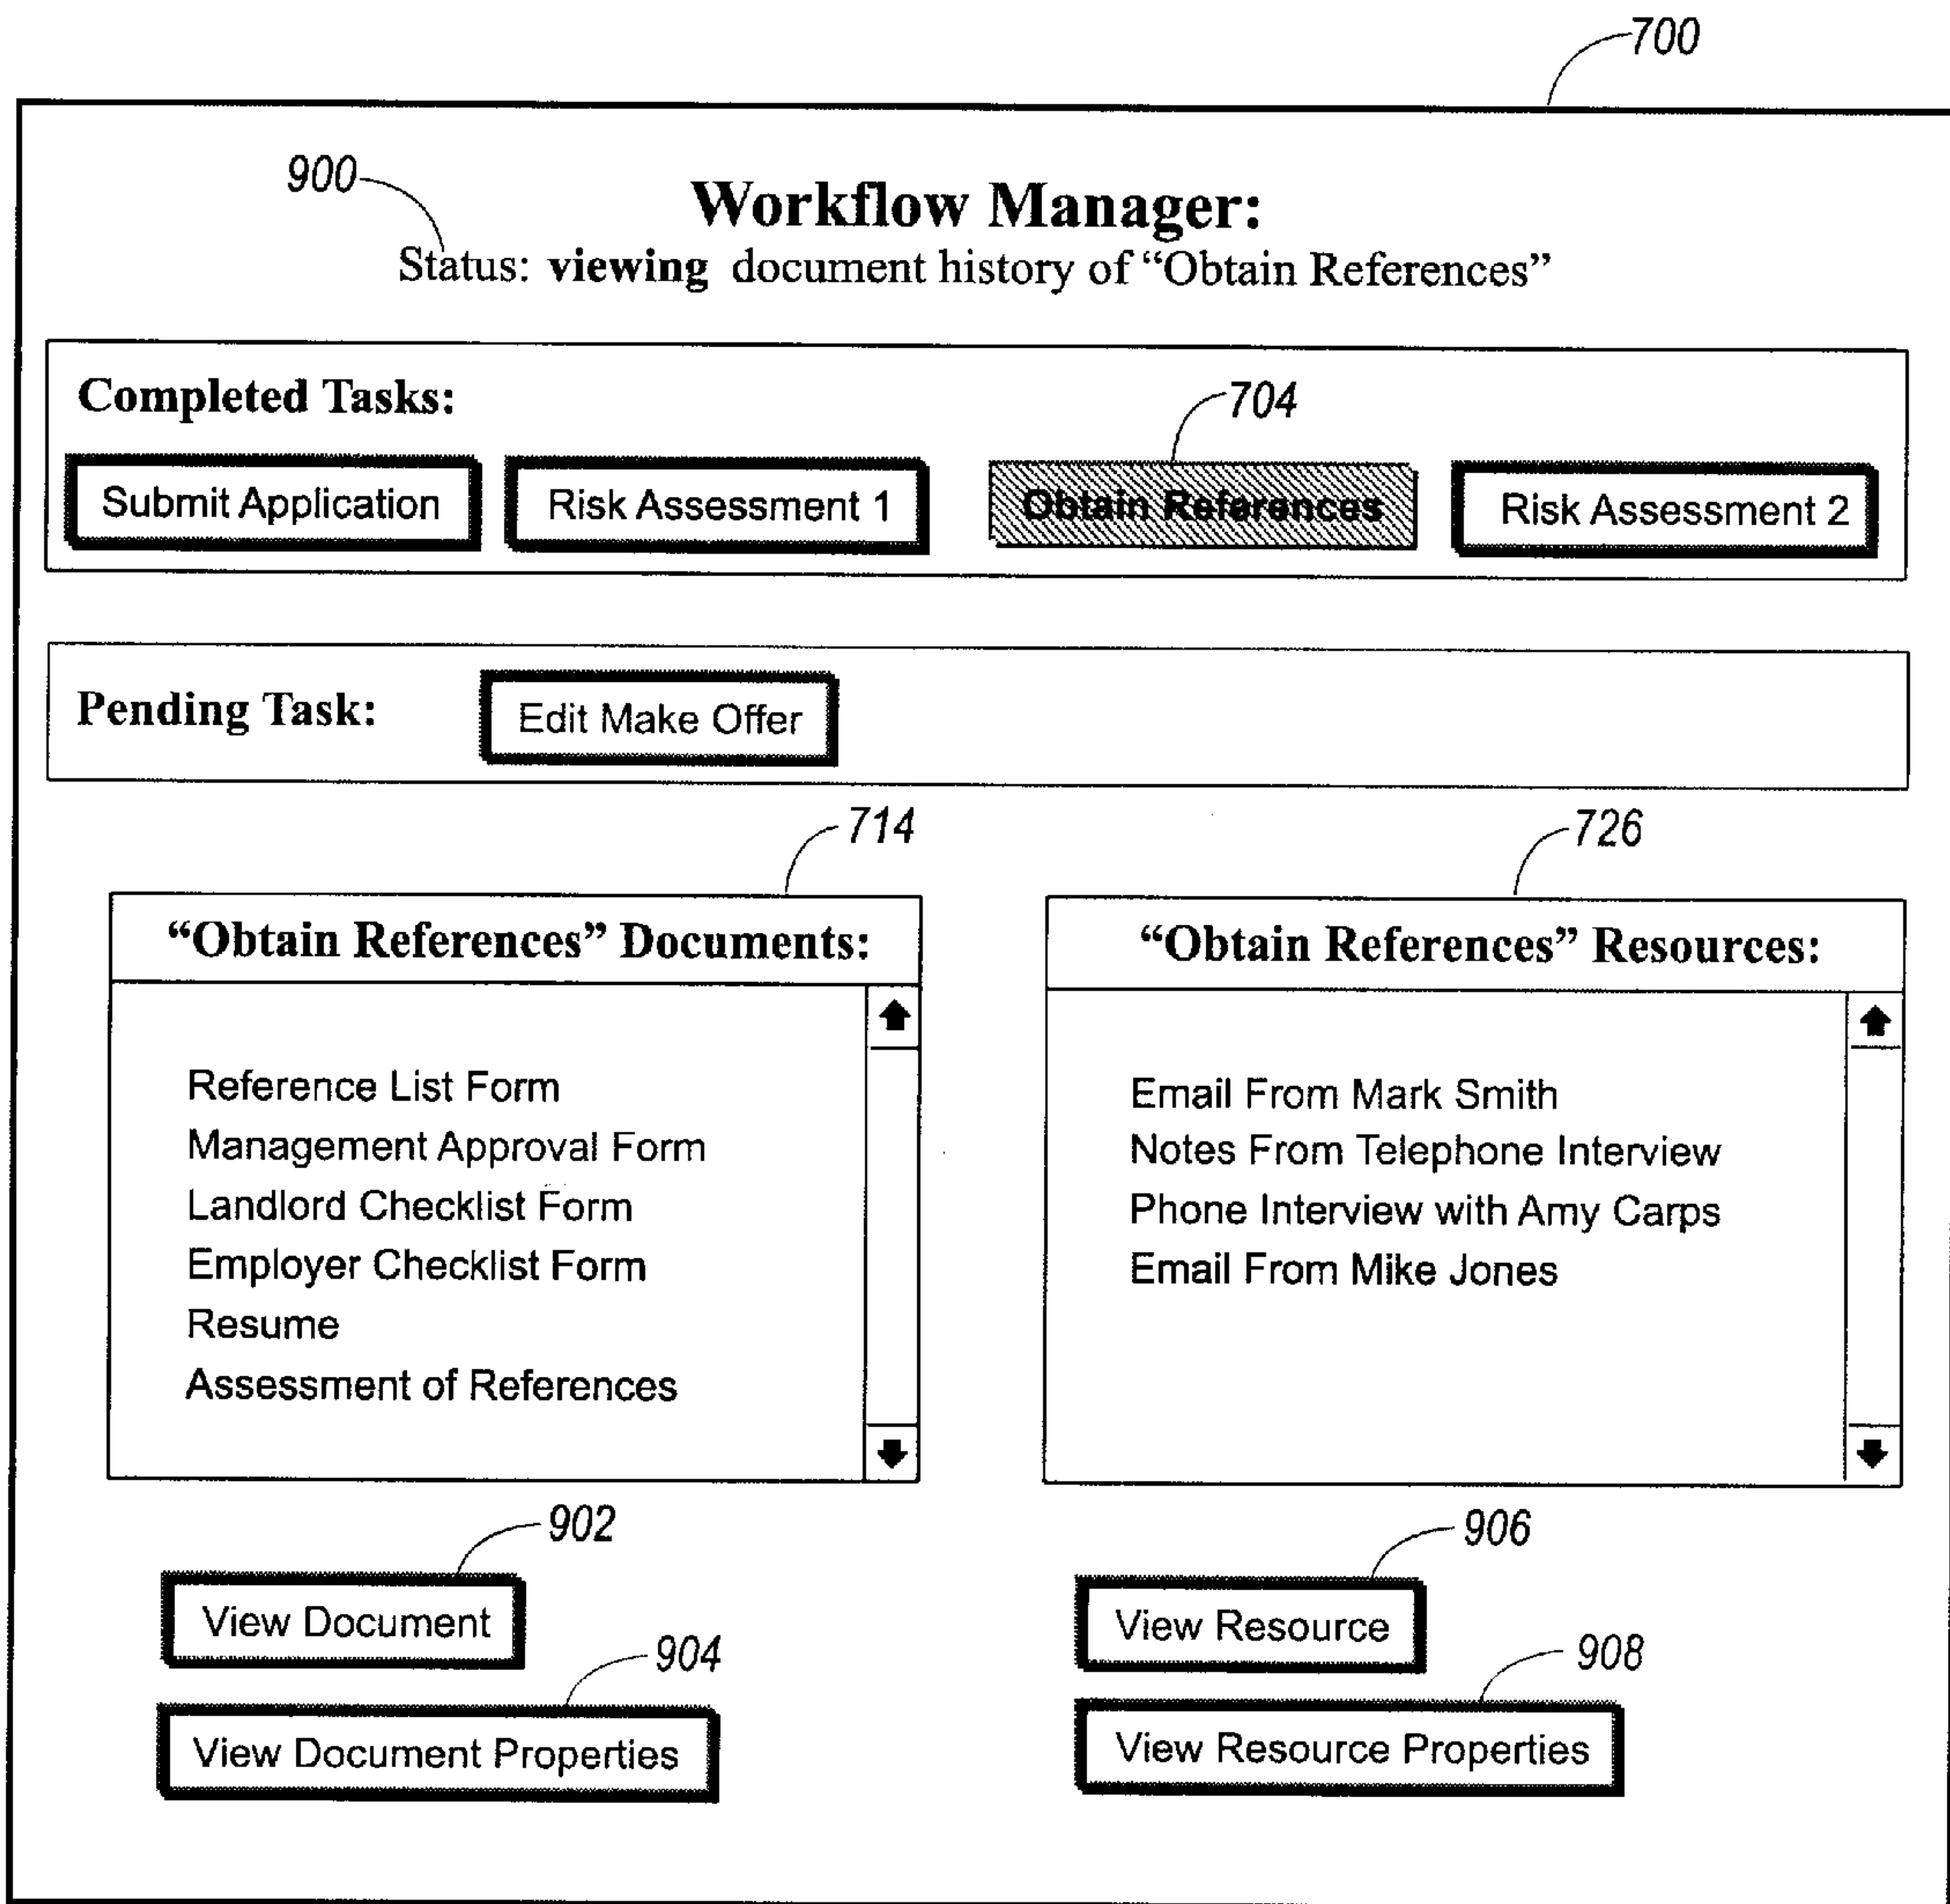 700
900
Workflow Manager:
Status: viewing document history of “Obtain References”
Completed Tasks:
704
Submit Application
Risk Assessment 1
Obtain References
Risk Assessment 2
Pending Task:
Edit Make Offer
714
726
“Obtain References” Documents:
Reference List Form
Management Approval Form
Landlord Checklist Form
Employer Checklist Form
Resume
Assessment of References
“Obtain References” Resources:
Email From Mark Smith
Notes From Telephone Interview
Phone Interview with Amy Carps
Email From Mike Jones
902
View Document
904
View Document Properties
906
View Resource
908
View Resource Properties